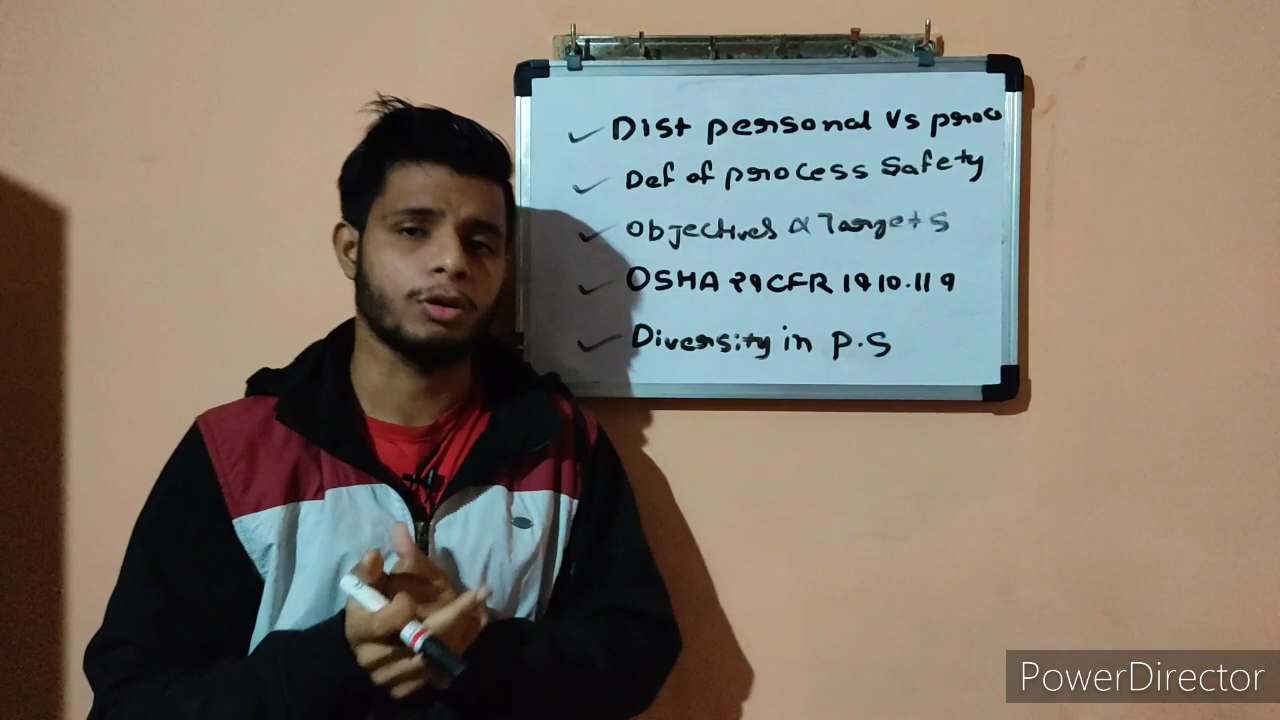 Dist personal Vs proc
Def of process Safety
Objectives & Targets
OSHA 29CFR 1910.119
Diversity in P.S
PowerDirector